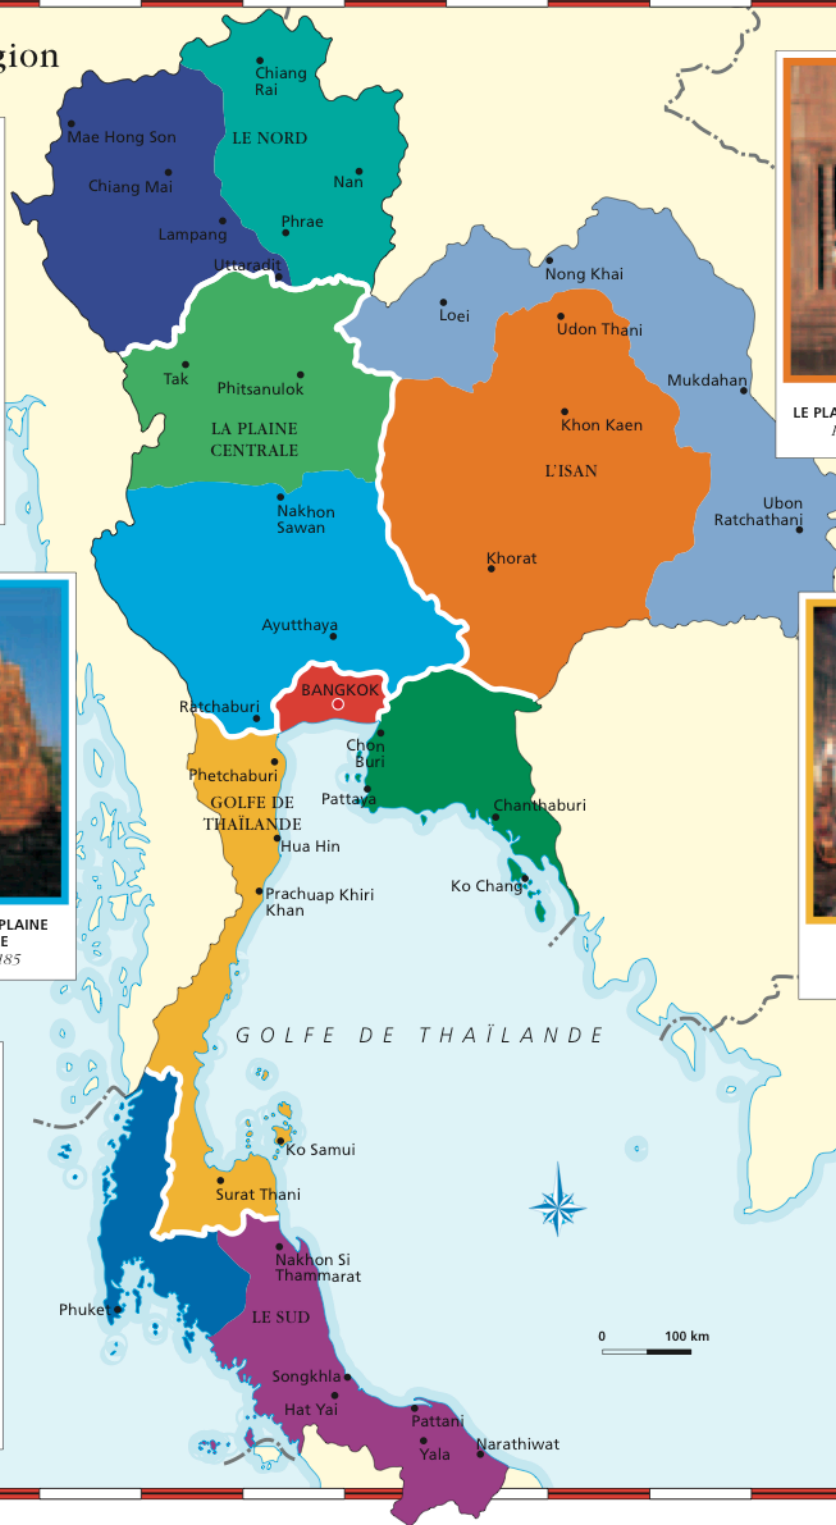 gion
Chiang
Rai
Mae Hong Son
LE NORD
Chiang Mai
Nan
Phrae
Lampang
Uttaradit
Nong Khai
Loei
Udon Thani
Tak
Phitsanulok
Mukdahan
LE PLA
LA PLAINE
CENTRALE
Khon Kaen
L'ISAN
Nakhon
Sawan
Ubon
Ratchathani
Khorat
Ayutthaya
BANGKOK
Ratchaburi
Chon
Buri
Phetchaburi
Pattaya
GOLFE DE
THAÏLANDE
Chanthaburi
Hua Hin
Ko Chang
Prachuap Khiri
Khan
PLAINE
E
185
GOLFE DE THAÏLANDE
Ko Samui
Surat Thani
Nakhon Si
Thammarat
Phuket
LE SUD
0 100 km
Songkhla
Hat Yai
Pattani
Yala
Narathiwat